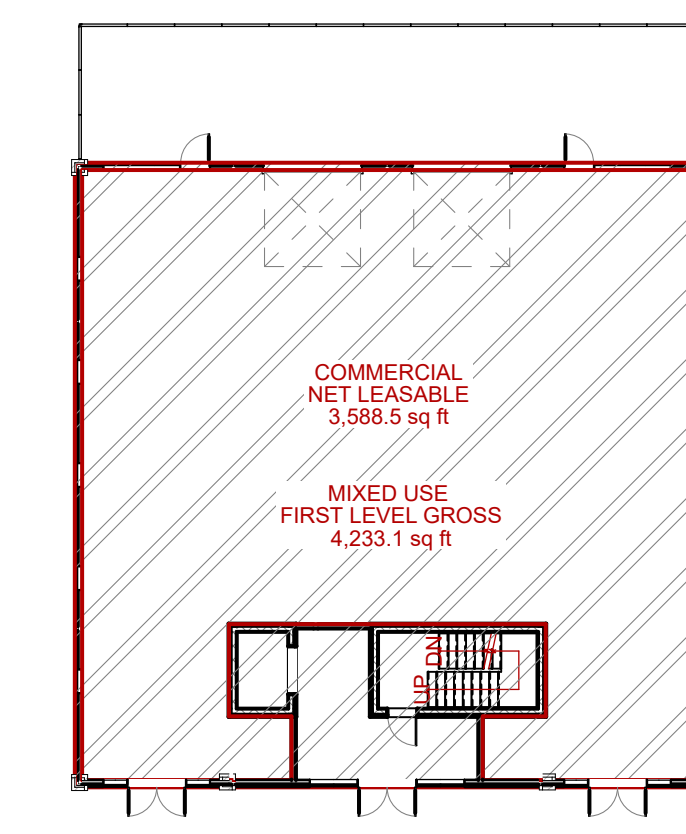 COMMERCIAL
NET LEASABLE
3,588.5 sq ft
MIXED USE
FIRST LEVEL GROSS
4,233.1 sq ft
DN
UP